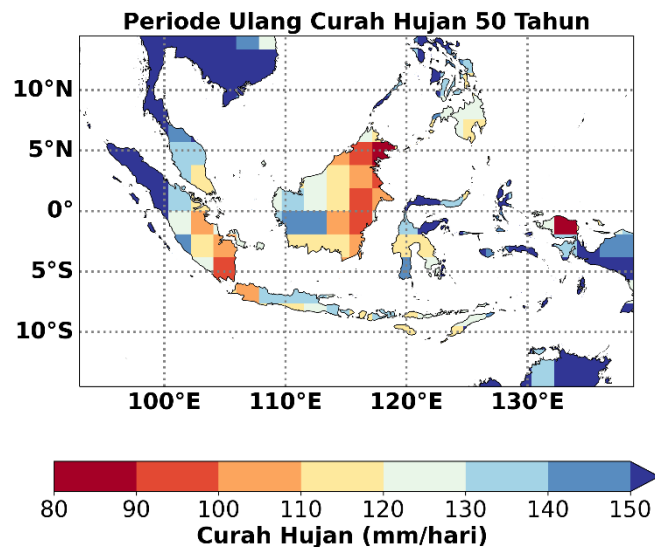 Periode Ulang Curah Hujan 50 Tahun
10°N
5°N
0°
5°S
10°S
100°E 110°E 120°E 130°E
80 90 100 110 120 130 140 150
Curah Hujan (mm/hari)